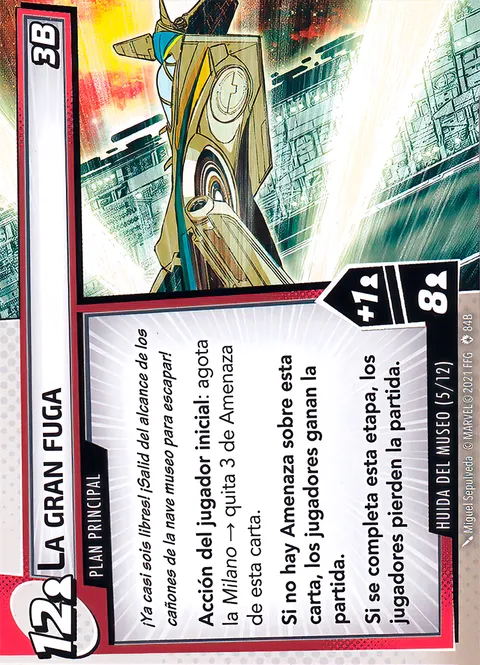 12
LA GRAN FUGA
3B
PLAN PRINCIPAL
¡Ya casi sois libres! ¡Salid del alcance de los
cañones de la nave museo para escapar!
Acción del jugador inicial: agota
la Milano → quita 3 de Amenaza
de esta carta.
Si no hay Amenaza sobre esta
carta, los jugadores ganan la
partida.
Si se completa esta etapa, los
jugadores pierden la partida.
+1
8
HUIDA DEL MUSEO (5/12)
Miguel Sepulveda © MARVEL © 2021 FFG 84B